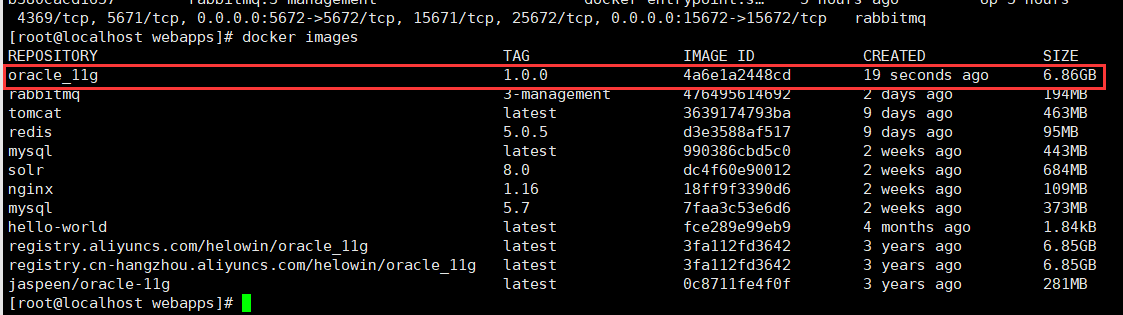 4369/tcp, 5671/tcp, 0.0.0.0:5672->5672/tcp, 15671/tcp, 25672/tcp, 0.0.0.0:15672->15672/tcp rabbitmq
[root@localhost webapps]# docker images
REPOSITORY TAG IMAGE ID CREATED SIZE
oracle_11g 1.0.0 4a6e1a2448cd 19 seconds ago 6.86GB
rabbitmq 3-management 476495614692 2 days ago 194MB
tomcat latest 3639174793ba 9 days ago 463MB
redis 5.0.5 d3e3588af517 9 days ago 95MB
mysql latest 990386cbd5c0 2 weeks ago 443MB
solr 8.0 dc4f60e90012 2 weeks ago 684MB
nginx 1.16 18ff9f3390d6 2 weeks ago 109MB
mysql 5.7 7faa3c53e6d6 2 weeks ago 373MB
hello-world latest fce289e99eb9 4 months ago 1.84kB
registry.aliyuncs.com/helowin/oracle_11g latest 3fa112fd3642 3 years ago 6.85GB
registry.cn-hangzhou.aliyuncs.com/helowin/oracle_11g latest 3fa112fd3642 3 years ago 6.85GB
jaspeen/oracle-11g latest 0c8711fe4f0f 3 years ago 281MB
[root@localhost webapps]#